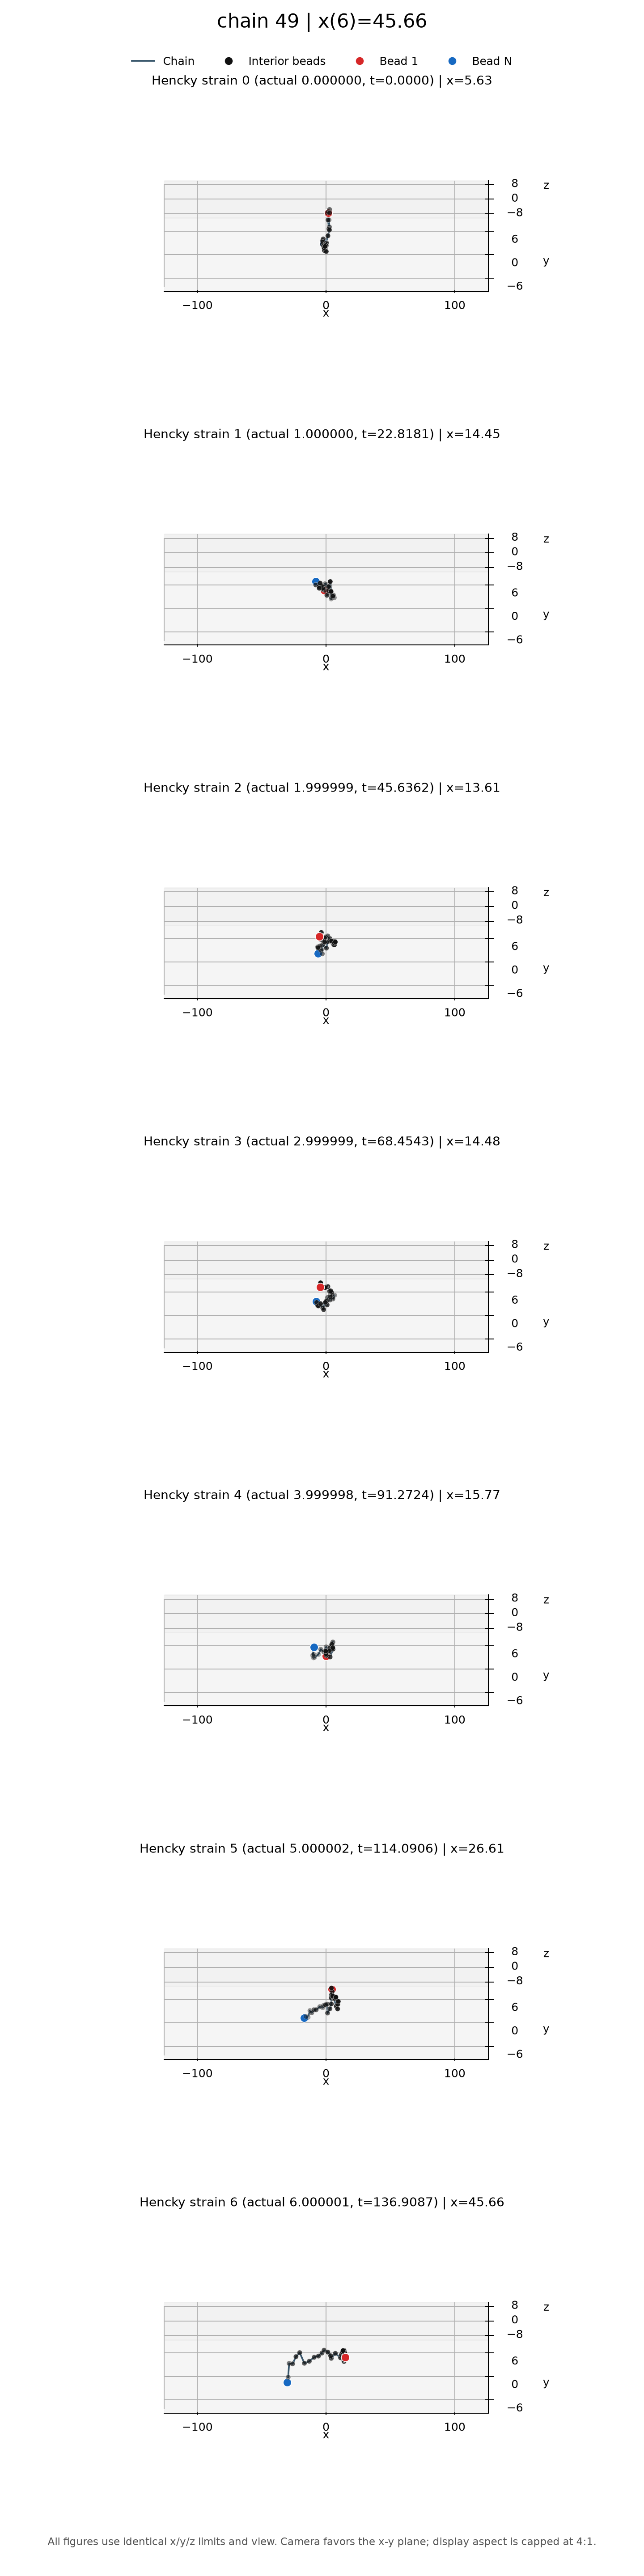 chain 49 | x(6)=45.66
Chain Interior beads Bead 1 Bead N
Hencky strain 0 (actual 0.000000, t=0.0000) | x=5.63
8 z
0
−8
6
0 y
−6
−100 0 100
x
Hencky strain 1 (actual 1.000000, t=22.8181) | x=14.45
8 z
0
−8
6
0 y
−6
−100 0 100
x
Hencky strain 2 (actual 1.999999, t=45.6362) | x=13.61
8 z
0
−8
6
0 y
−6
−100 0 100
x
Hencky strain 3 (actual 2.999999, t=68.4543) | x=14.48
8 z
0
−8
6
0 y
−6
−100 0 100
x
Hencky strain 4 (actual 3.999998, t=91.2724) | x=15.77
8 z
0
−8
6
0 y
−6
−100 0 100
x
Hencky strain 5 (actual 5.000002, t=114.0906) | x=26.61
8 z
0
−8
6
0 y
−6
−100 0 100
x
Hencky strain 6 (actual 6.000001, t=136.9087) | x=45.66
8 z
0
−8
6
0 y
−6
−100 0 100
x
All figures use identical x/y/z limits and view. Camera favors the x-y plane; display aspect is capped at 4:1.